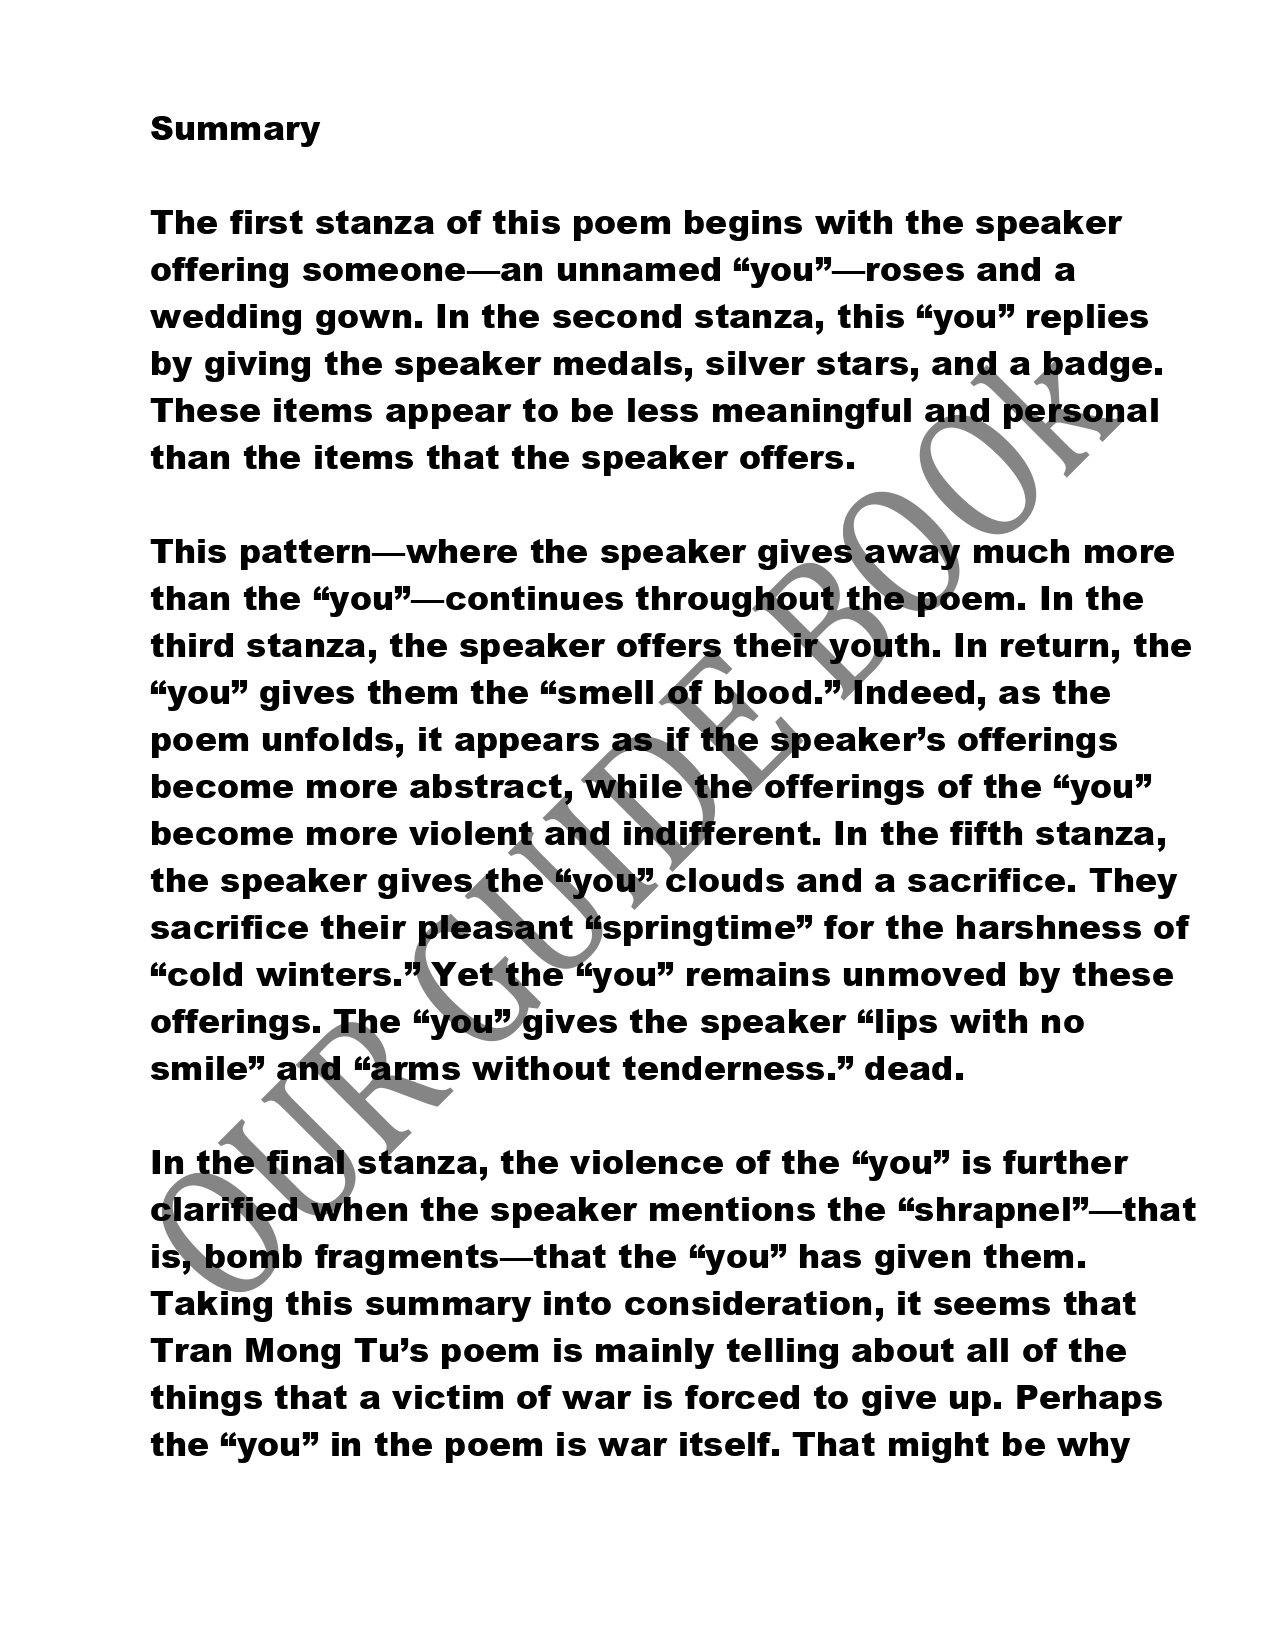 Summary
The first stanza of this poem begins with the speaker
offering someone—an unnamed “you”—roses and a
wedding gown. In the second stanza, this “you” replies
by giving the speaker medals, silver stars, and a badge.
These items appear to be less meaningful and personal
than the items that the speaker offers.
This pattern—where the speaker gives away much more
than the “you”—continues throughout the poem. In the
third stanza, the speaker offers their youth. In return, the
“you” gives them the “smell of blood.” Indeed, as the
poem unfolds, it appears as if the speaker’s offerings
become more abstract, while the offerings of the “you”
become more violent and indifferent. In the fifth stanza,
the speaker gives the “you” clouds and a sacrifice. They
sacrifice their pleasant “springtime” for the harshness of
“cold winters.” Yet the “you” remains unmoved by these
offerings. The “you” gives the speaker “lips with no
smile” and “arms without tenderness.” dead.
In the final stanza, the violence of the “you” is further
clarified when the speaker mentions the “shrapnel”—that
is, bomb fragments—that the “you” has given them.
Taking this summary into consideration, it seems that
Tran Mong Tu’s poem is mainly telling about all of the
things that a victim of war is forced to give up. Perhaps
the “you” in the poem is war itself. That might be why
OUR GUIDE BOOk